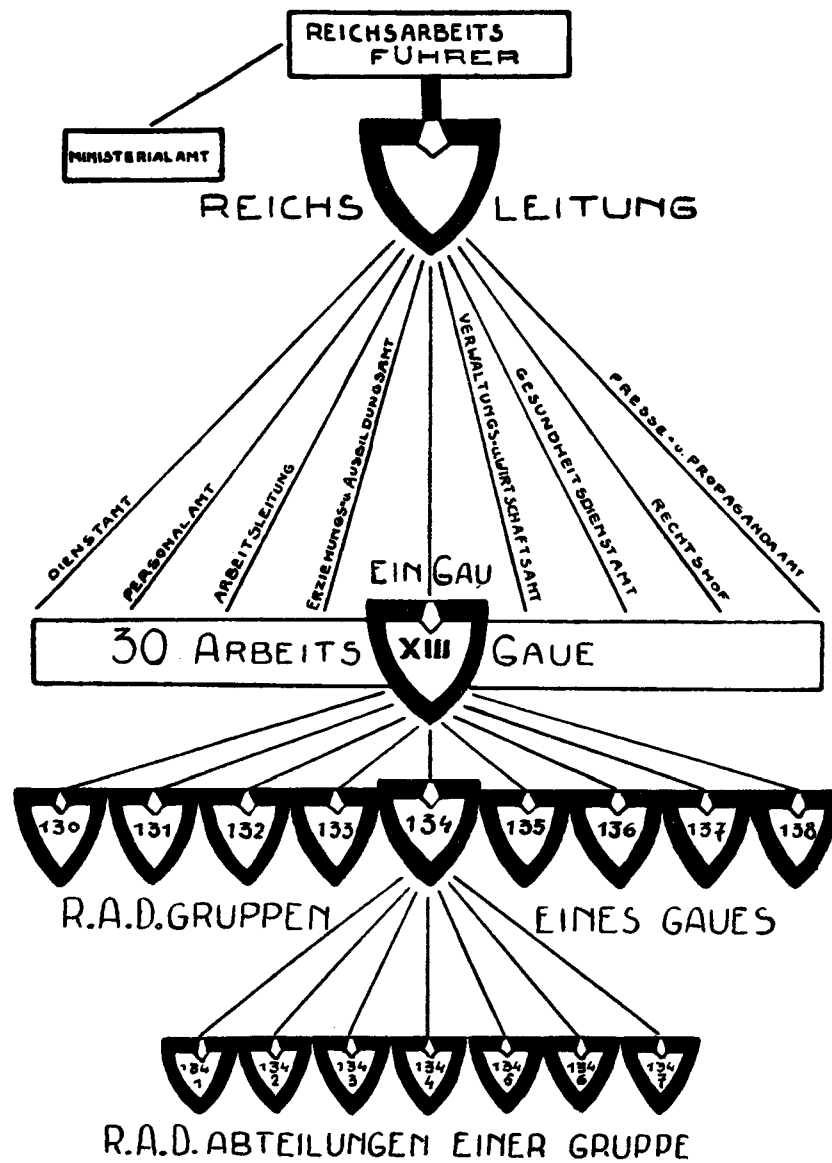 REICHSARBEITS
FÜHRER
MINISTERIALAMT
REICHS LEITUNG
DIENSTAMT
PERSONALAMT
ARBEITSLEITUNG
ERZIEHUNGS-u.AUSBILDUNGSAMT
VERWALTUNGS-u.WIRTSCHAFTSAMT
GESUNDHEITSDIENSTAMT
RECHTSHOF
PRESSE-u.PROPAGANDAAMT
EIN GAU
30 ARBEITS XIII GAUE
130 131 132 133 134 135 136 137 138
R.A.D.GRUPPEN EINES GAUES
134 134 134 134 134 134 134
1 2 3 4 5 6 7
R.A.D. ABTEILUNGEN EINER GRUPPE